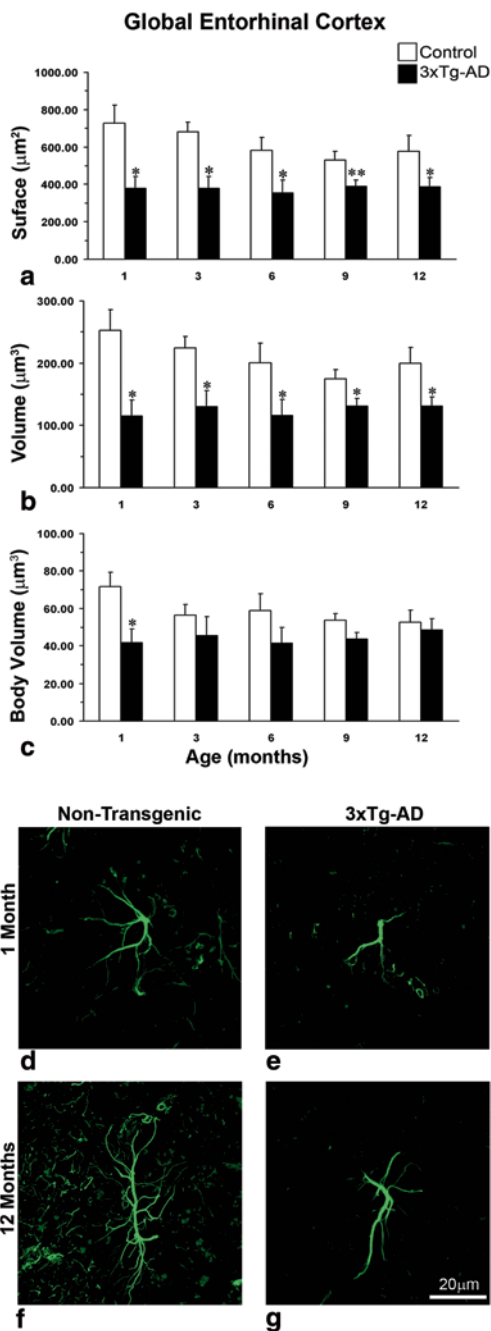 Global Entorhinal Cortex
Control
3xTg-AD
Suface (μm²)
1000.00
800.00
600.00
400.00
200.00
0.00
* * * ** *
1 3 6 9 12
a
Volume (μm³)
300.00
200.00
100.00
0.00
* * * * *
1 3 6 9 12
b
Body Volume (μm³)
100.00
80.00
60.00
40.00
20.00
0.00
*
1 3 6 9 12
c
Age (months)
Non-Transgenic 3xTg-AD
1 Month
d e
12 Months
20μm
f g